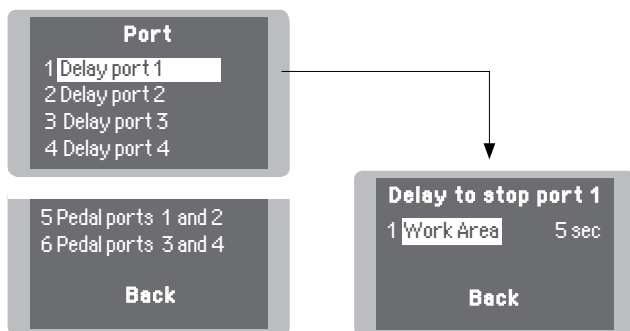 Port
1 Delay port 1
2 Delay port 2
3 Delay port 3
4 Delay port 4
5 Pedal ports 1 and 2
6 Pedal ports 3 and 4
Back
Delay to stop port 1
1 Work Area 5 sec
Back